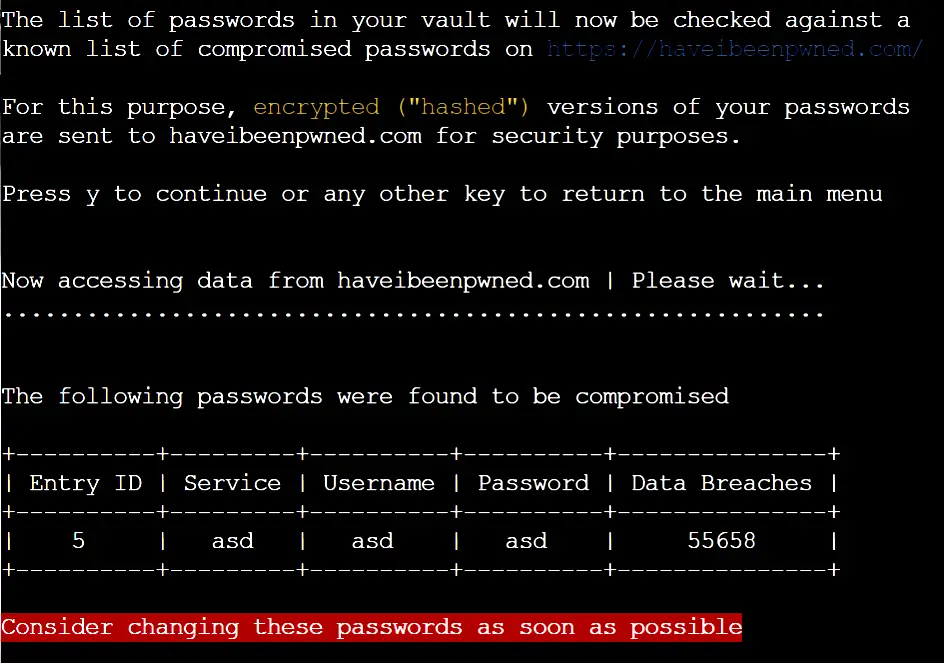 The list of passwords in your vault will now be checked against a
known list of compromised passwords on https://haveibeenpwned.com/
For this purpose, encrypted ("hashed") versions of your passwords
are sent to haveibeenpwned.com for security purposes.
Press y to continue or any other key to return to the main menu
Now accessing data from haveibeenpwned.com | Please wait...
...........................................................
The following passwords were found to be compromised
+----------+---------+----------+----------+---------------+
| Entry ID | Service | Username | Password | Data Breaches |
+----------+---------+----------+----------+---------------+
| 5 | asd | asd | asd | 55658 |
+----------+---------+----------+----------+---------------+
Consider changing these passwords as soon as possible